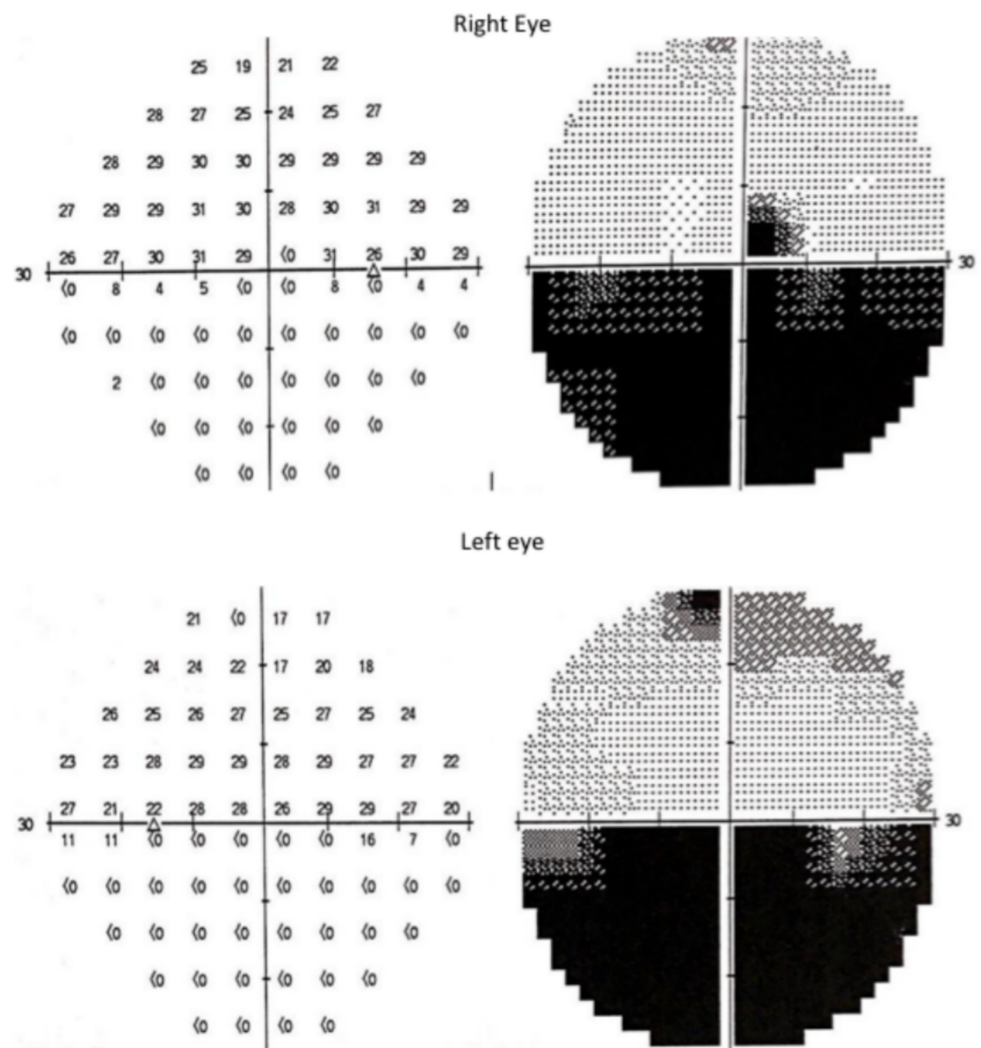 Right Eye
25 19 21 22
28 27 25 24 25 27
28 29 30 30 29 29 29 29
27 29 29 31 30 28 30 31 29 29
26 27 30 31 29 <0 31 26 30 29
30 30
<0 8 4 5 <0 <0 8 <0 4 4
<0 <0 <0 <0 <0 <0 <0 <0 <0 <0
2 <0 <0 <0 <0 <0 <0 <0
<0 <0 <0 <0 <0 <0
<0 <0 <0 <0
Left eye
21 <0 17 17
24 24 22 17 20 18
26 25 26 27 25 27 25 24
23 23 28 29 29 28 29 27 27 22
27 21 22 28 28 26 29 29 27 20
30 30
11 11 <0 <0 <0 <0 <0 16 7 <0
<0 <0 <0 <0 <0 <0 <0 <0 <0 <0
<0 <0 <0 <0 <0 <0 <0 <0
<0 <0 <0 <0 <0 <0
<0 <0 <0 <0